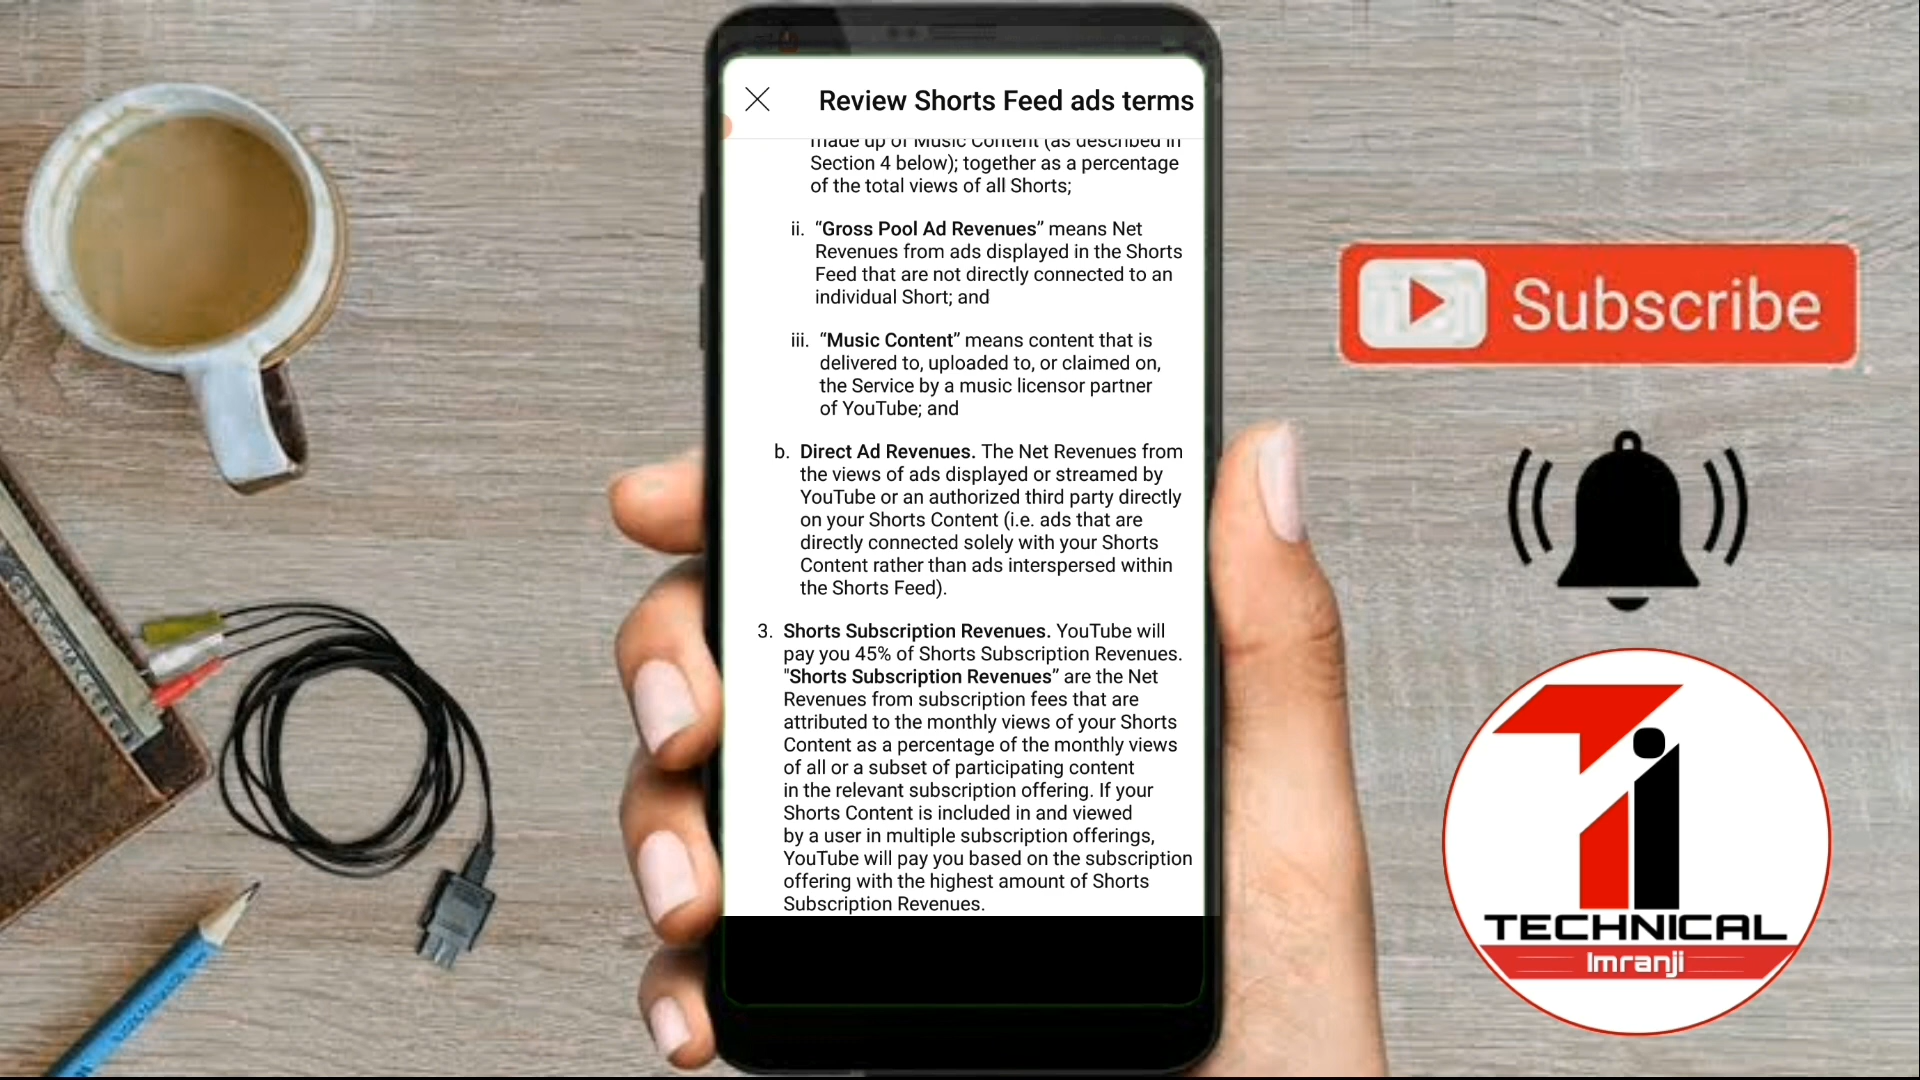 Review Shorts Feed ads terms
made up of Music Content (as described in
Section 4 below); together as a percentage
of the total views of all Shorts;
ii. “Gross Pool Ad Revenues” means Net
Revenues from ads displayed in the Shorts
Feed that are not directly connected to an
individual Short; and
iii. “Music Content” means content that is
delivered to, uploaded to, or claimed on,
the Service by a music licensor partner
of YouTube; and
b. Direct Ad Revenues. The Net Revenues from
the views of ads displayed or streamed by
YouTube or an authorized third party directly
on your Shorts Content (i.e. ads that are
directly connected solely with your Shorts
Content rather than ads interspersed within
the Shorts Feed).
3. Shorts Subscription Revenues. YouTube will
pay you 45% of Shorts Subscription Revenues.
"Shorts Subscription Revenues” are the Net
Revenues from subscription fees that are
attributed to the monthly views of your Shorts
Content as a percentage of the monthly views
of all or a subset of participating content
in the relevant subscription offering. If your
Shorts Content is included in and viewed
by a user in multiple subscription offerings,
YouTube will pay you based on the subscription
offering with the highest amount of Shorts
Subscription Revenues.
Subscribe
TECHNICAL
Imranji